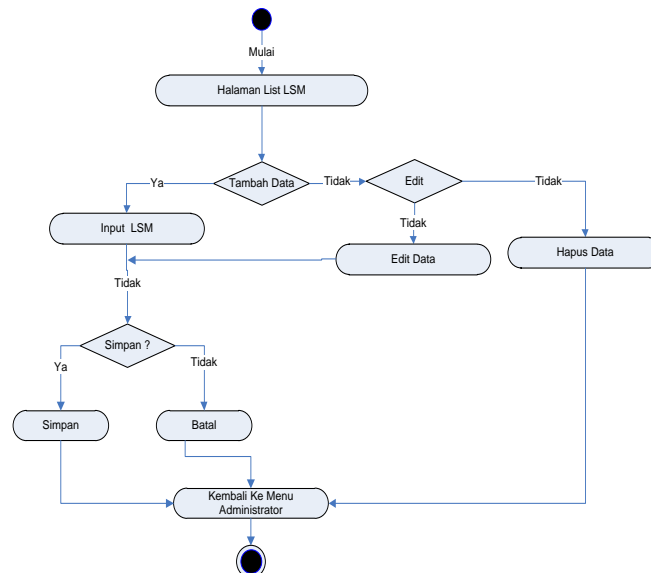 Mulai
Halaman List LSM
Tambah Data
Ya
Tidak
Edit
Tidak
Input LSM
Tidak
Edit Data
Hapus Data
Tidak
Simpan ?
Ya
Tidak
Simpan
Batal
Kembali Ke Menu
Administrator